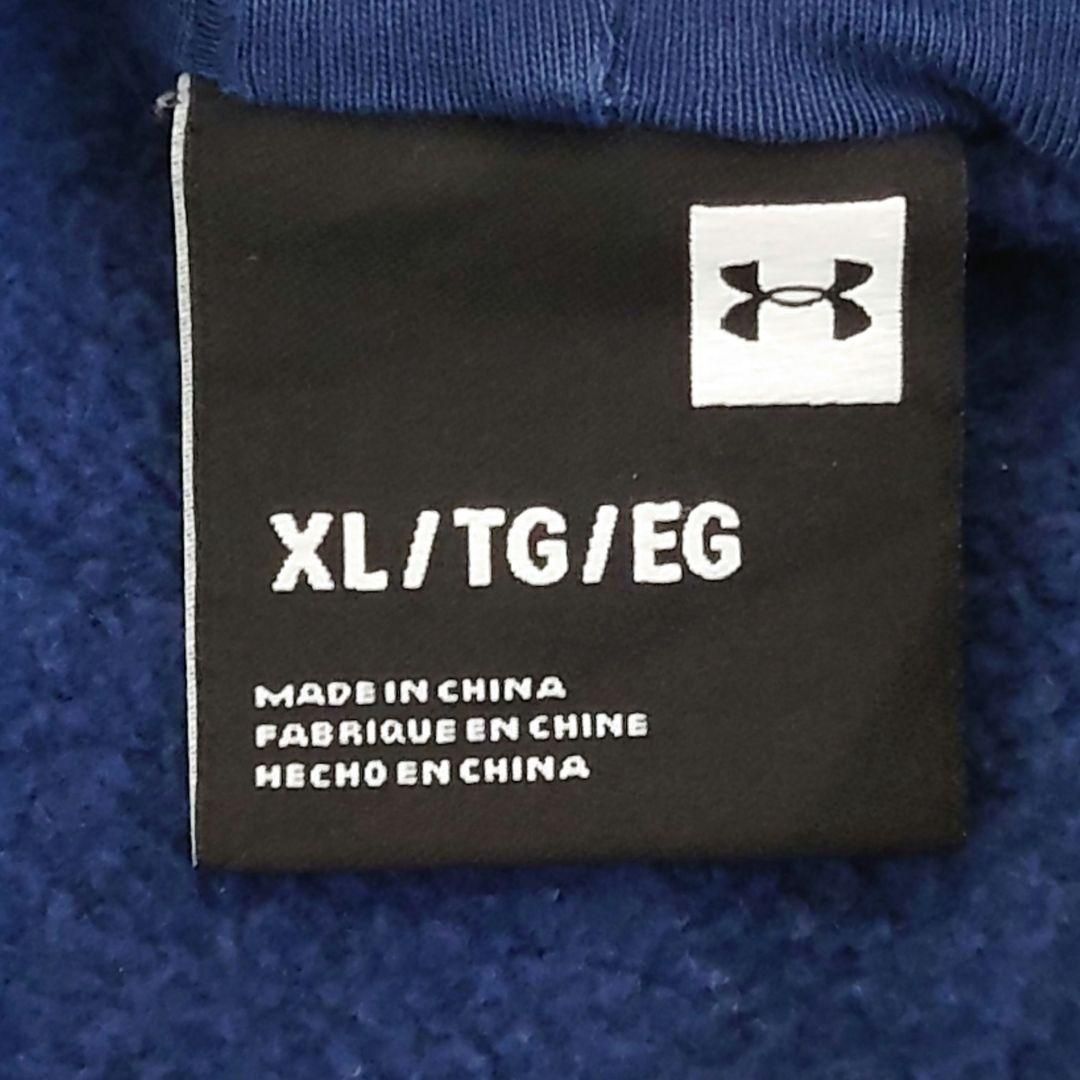 XL/TG/EG
MADE IN CHINA
FABRIQUE EN CHINE
HECHO EN CHINA